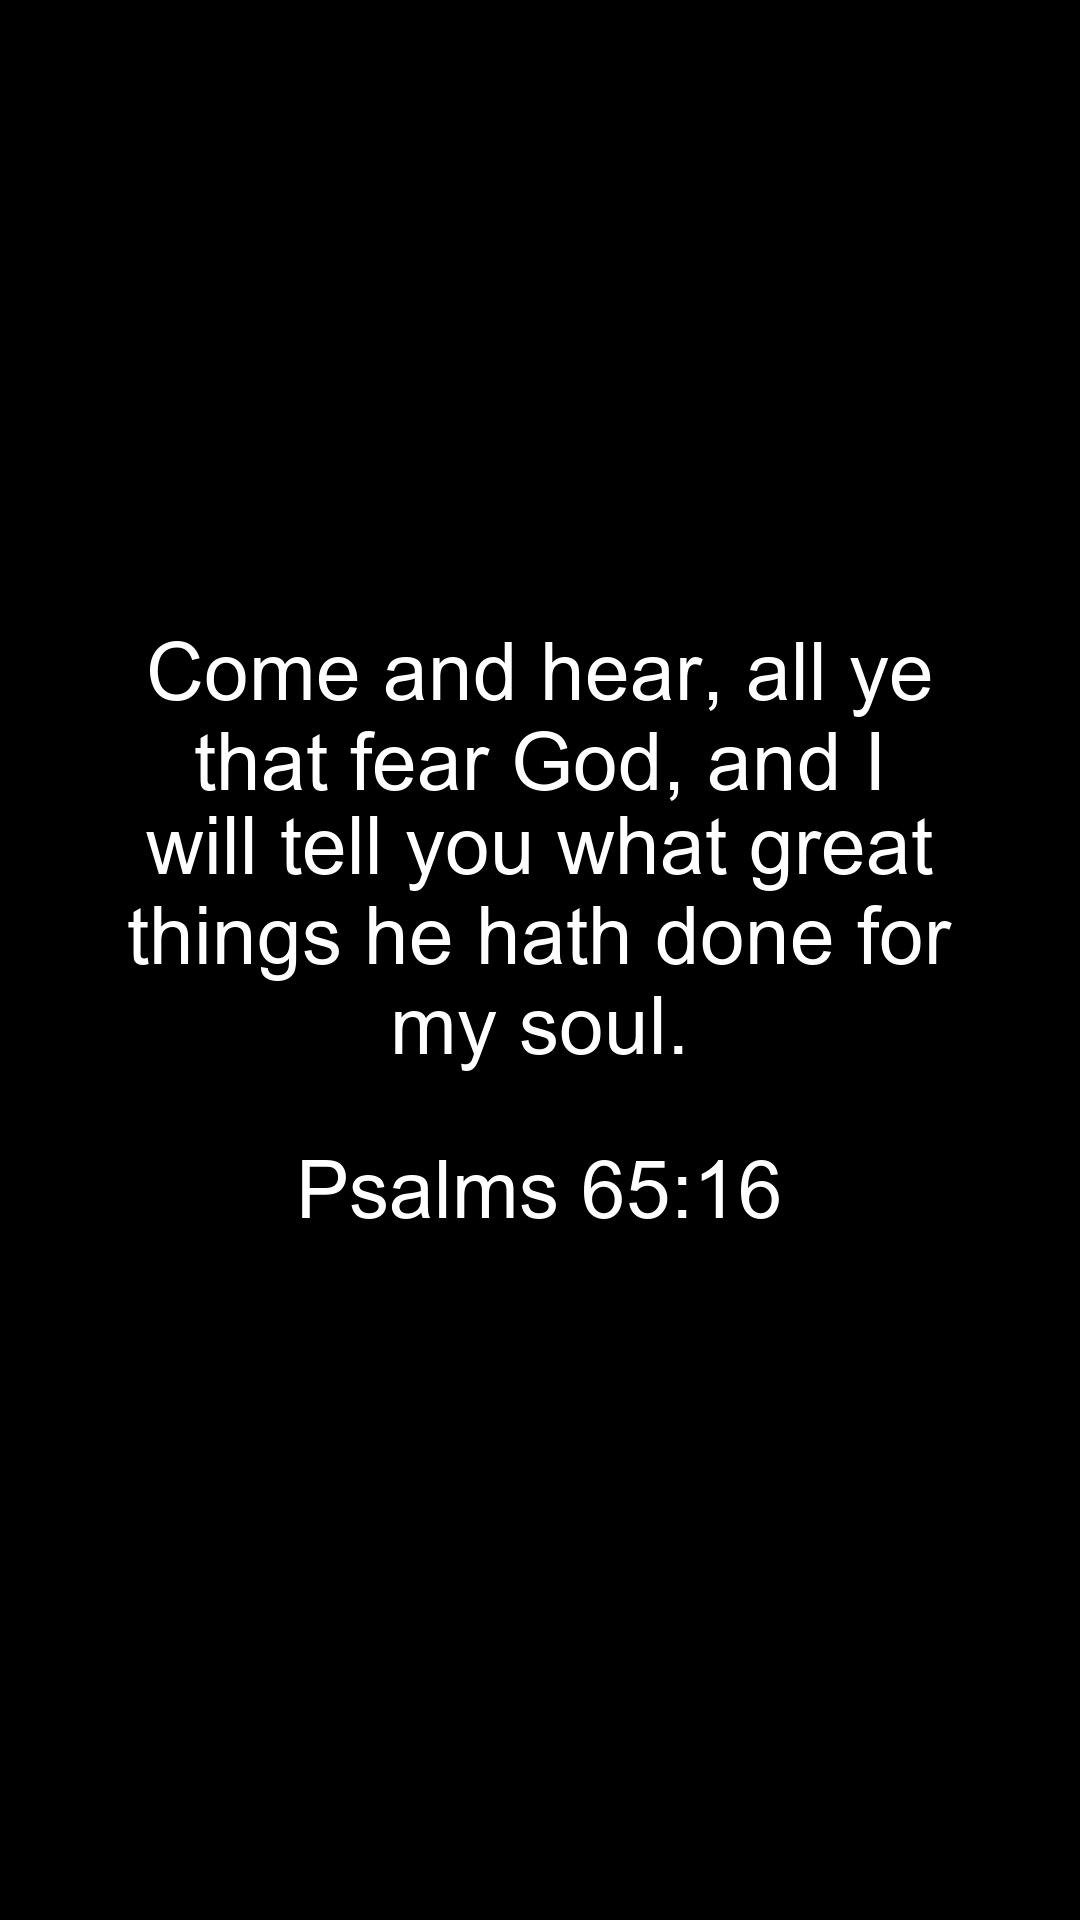 Come and hear, all ye
that fear God, and I
will tell you what great
things he hath done for
my soul.
Psalms 65:16